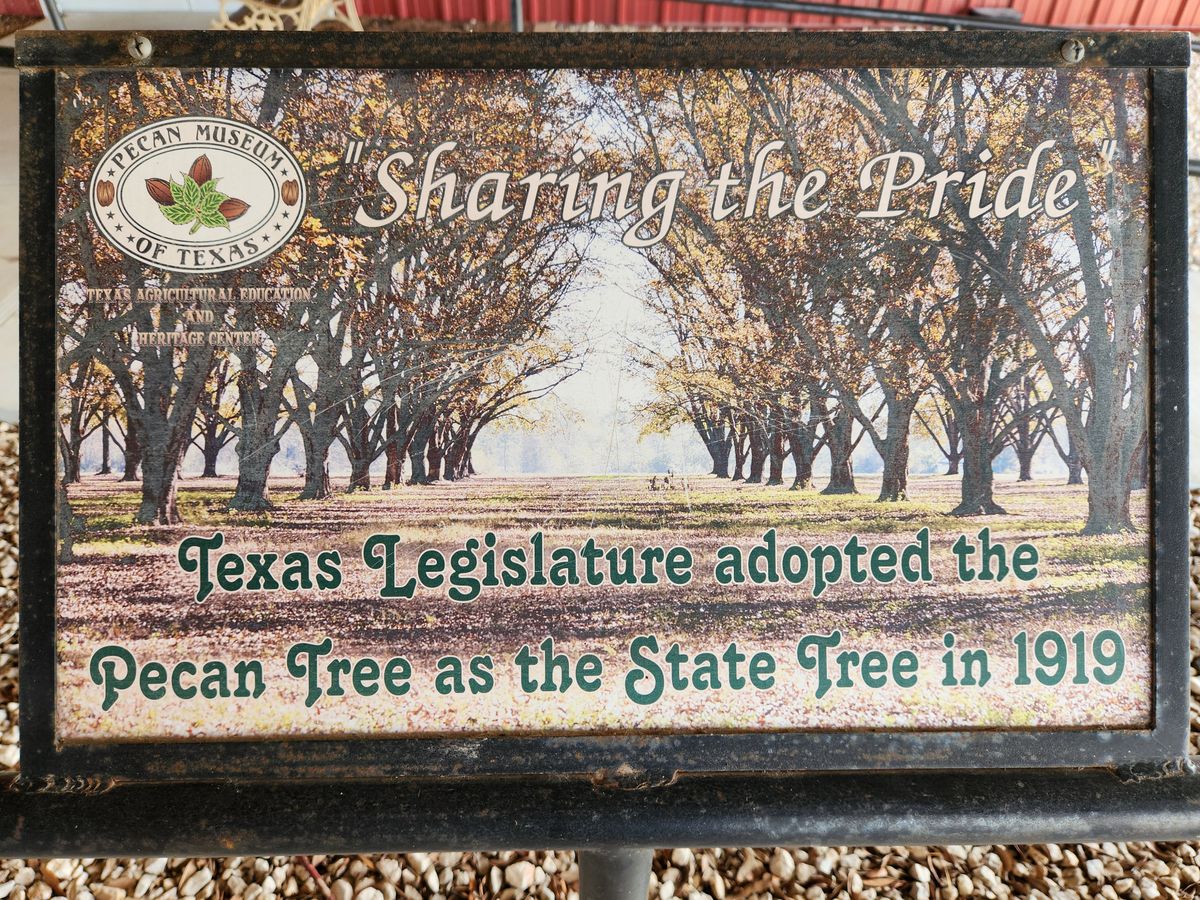 PECAN MUSEUM
OF TEXAS
"Sharing the Pride"
TEXAS AGRICULTURAL EDUCATION
AND
HERITAGE CENTER
Texas Legislature adopted the
Pecan Tree as the State Tree in 1919